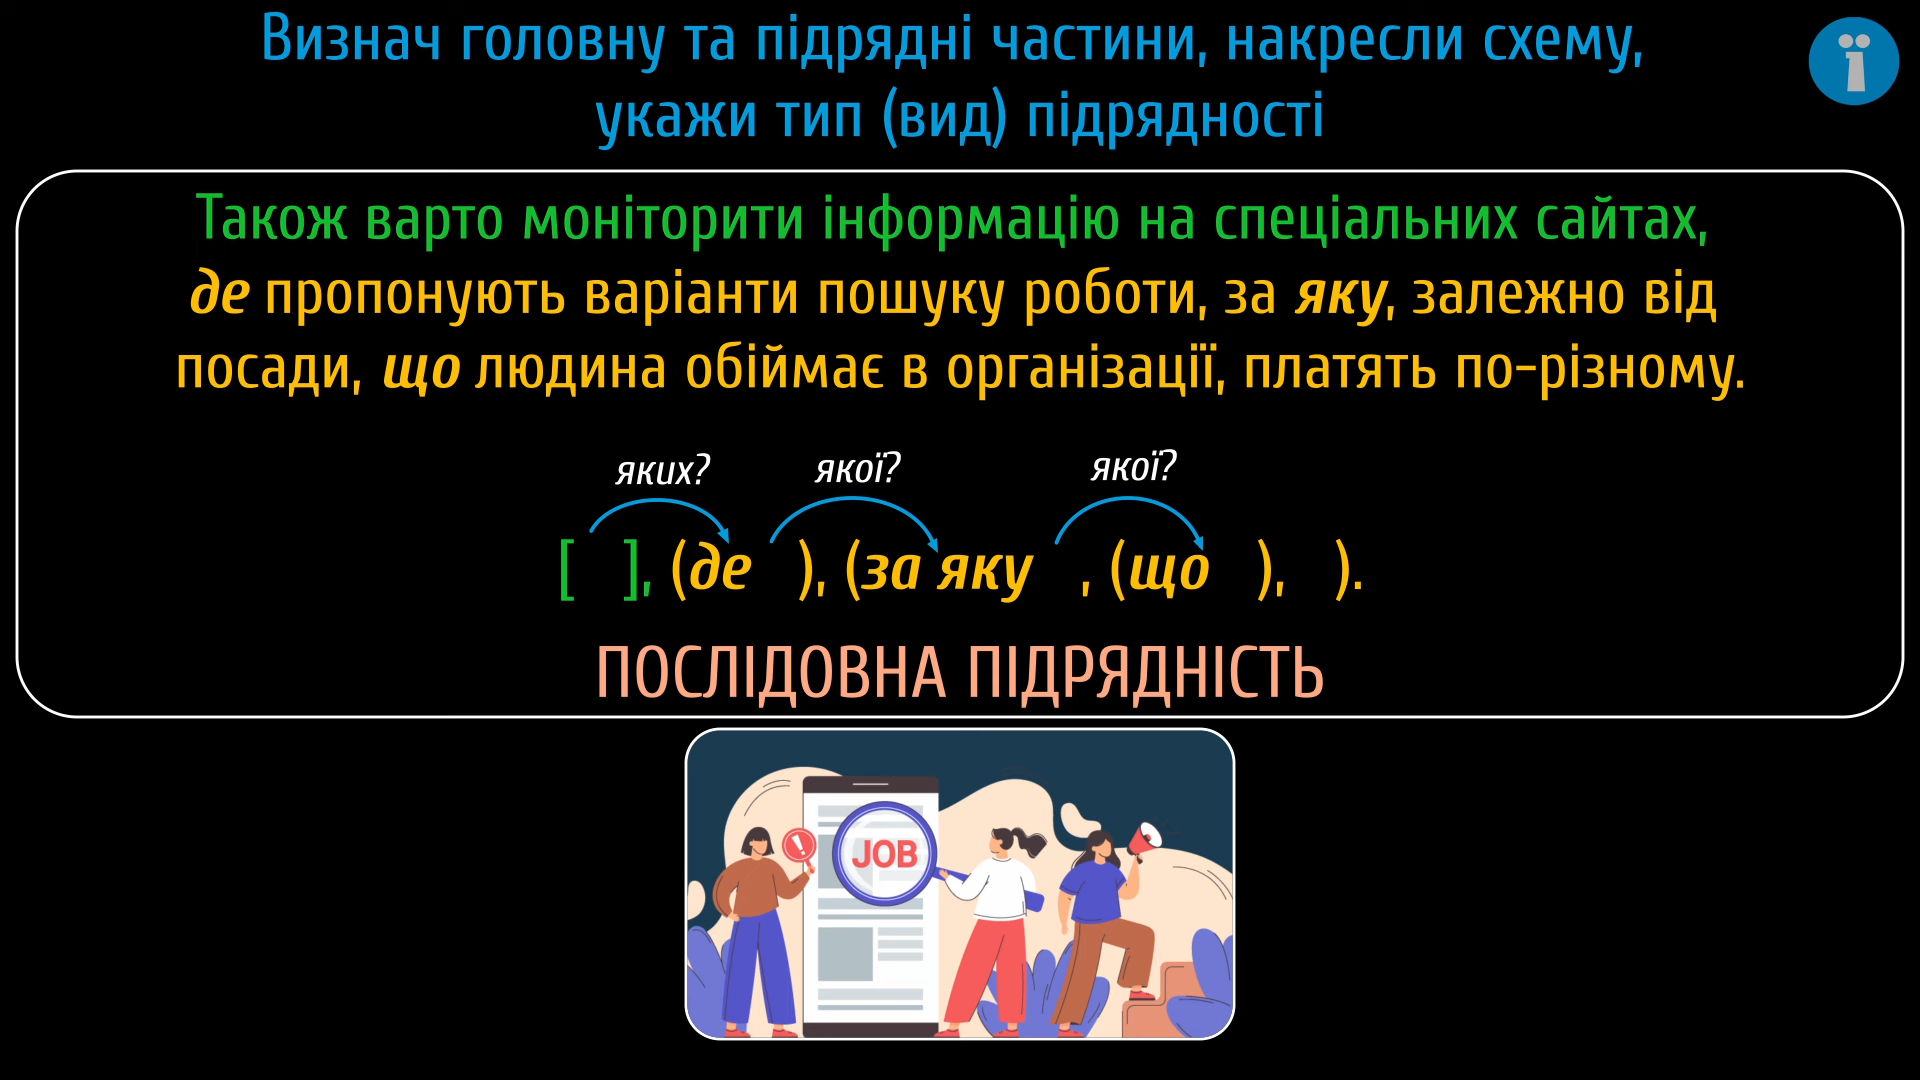 Визнач головну та підрядні частини, накресли схему,
укажи тип (вид) підрядності
ї
Також варто моніторити інформацію на спеціальних сайтах,
де пропонують варіанти пошуку роботи, за яку, залежно від
посади, що людина обіймає в організації, платять по-різному.
яких? якої? якої?
[ ], (де ), (за яку , (що ), ).
ПОСЛІДОВНА ПІДРЯДНІСТЬ
! JOB